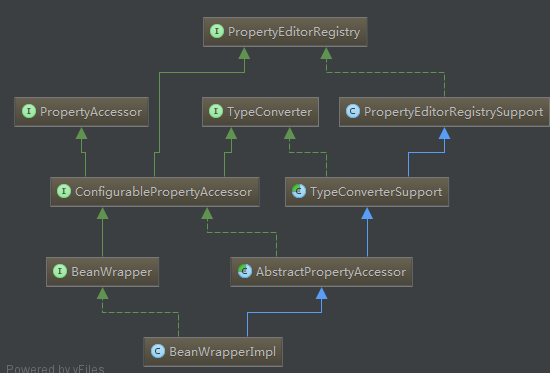 PropertyEditorRegistry
PropertyAccessor
TypeConverter
PropertyEditorRegistrySupport
ConfigurablePropertyAccessor
TypeConverterSupport
BeanWrapper
AbstractPropertyAccessor
BeanWrapperImpl
Powered by yFiles